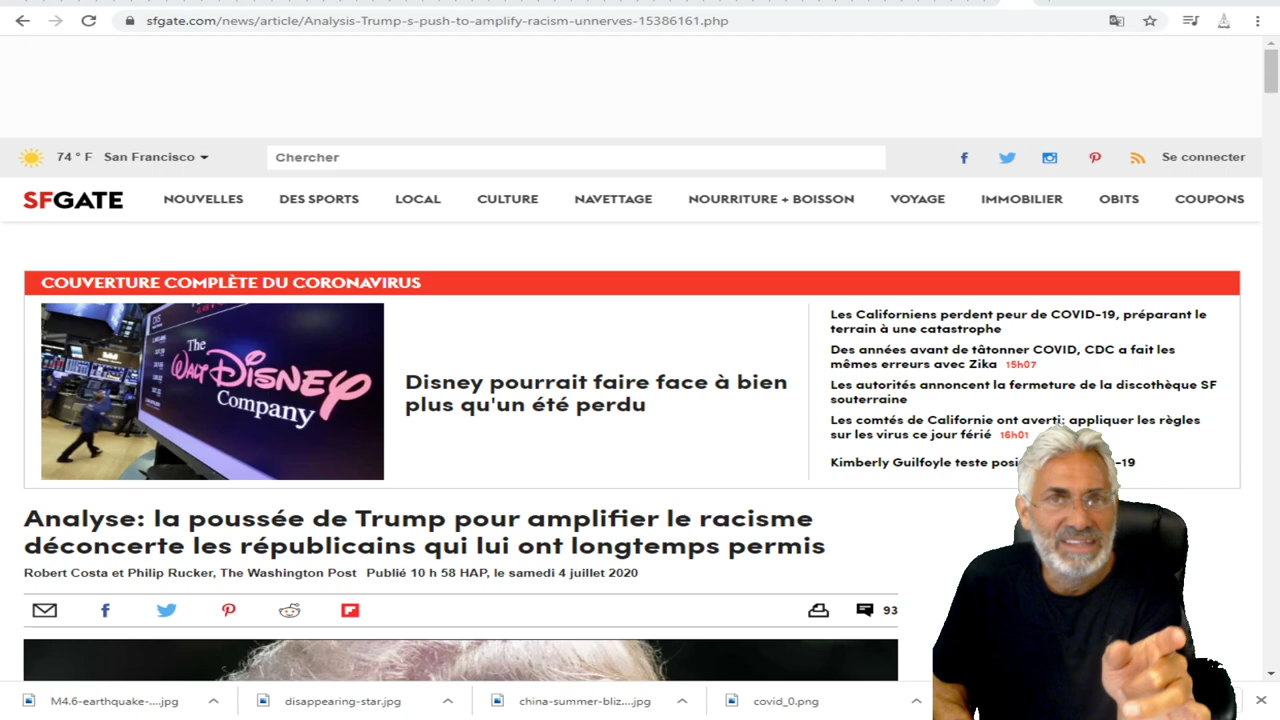 sfgate.com/news/article/Analysis-Trump-s-push-to-amplify-racism-unnerves-15386161.php
74 ° F San Francisco
Chercher
Se connecter
SFGATE
NOUVELLES DES SPORTS LOCAL CULTURE NAVETTAGE NOURRITURE + BOISSON VOYAGE IMMOBILIER OBITS COUPONS
COUVERTURE COMPLÈTE DU CORONAVIRUS
The
WALT DISNEY
Company
Disney pourrait faire face à bien
plus qu'un été perdu
Les Californiens perdent peur de COVID-19, préparant le
terrain à une catastrophe
Des années avant de tâtonner COVID, CDC a fait les
mêmes erreurs avec Zika 15h07
Les autorités annoncent la fermeture de la discothèque SF
souterraine
Les comtés de Californie ont averti: appliquer les règles
sur les virus ce jour férié 16h01
Kimberly Guilfoyle teste -19
Analyse: la poussée de Trump pour amplifier le racisme
déconcerte les républicains qui lui ont longtemps permis
Robert Costa et Philip Rucker, The Washington Post Publié 10 h 58 HAP, le samedi 4 juillet 2020
93
M4.6-earthquake-....jpg
disappearing-star.jpg
china-summer-bliz....jpg
covid_0.png